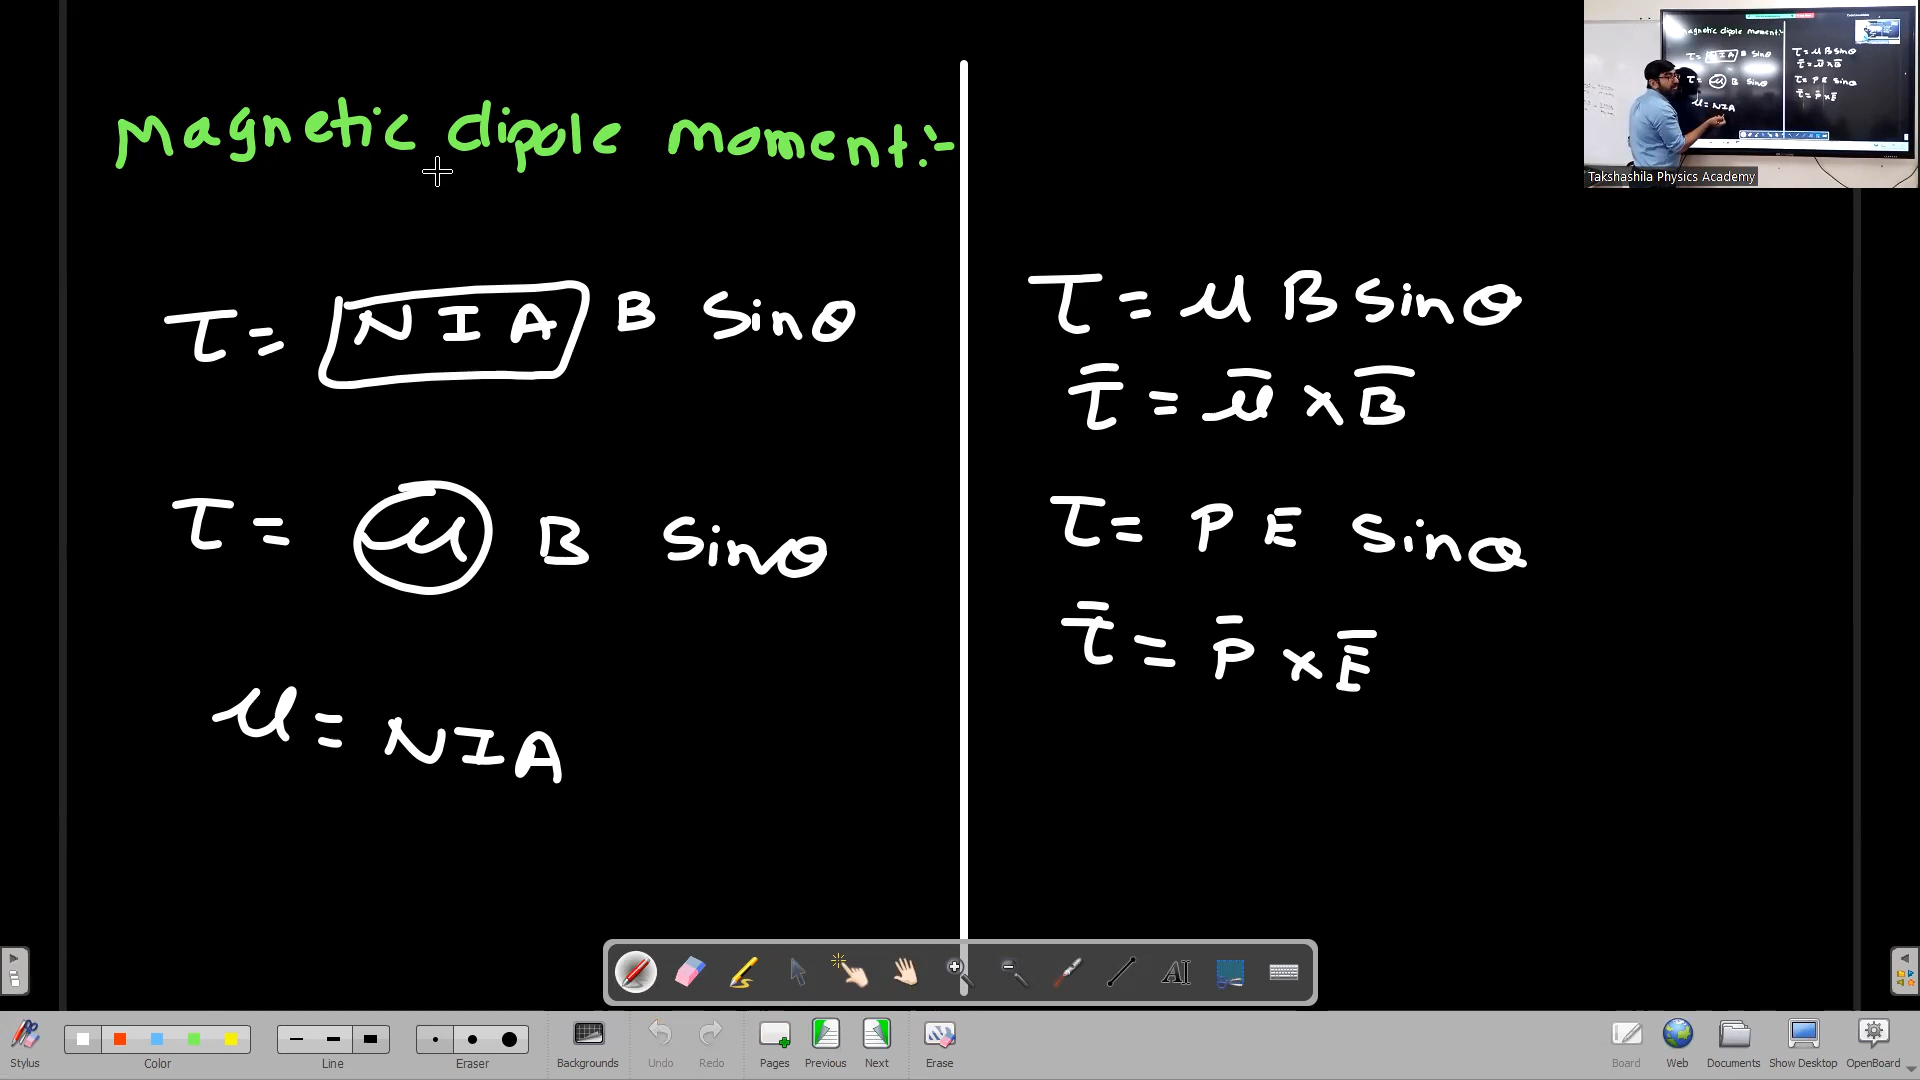 Magnetic dipole moment:-
τ = N I A B Sinθ
τ = μ B Sinθ
μ = NIA
τ = μ B Sinθ
τ̄ = μ̄ × B̄
τ = P E Sinθ
τ̄ = P̄ × Ē
Takshashila Physics Academy
AI
Stylus
Color
Line
Eraser
Backgrounds
Undo
Redo
Pages
Previous
Next
Erase
Board
Web
Documents
Show Desktop
OpenBoard